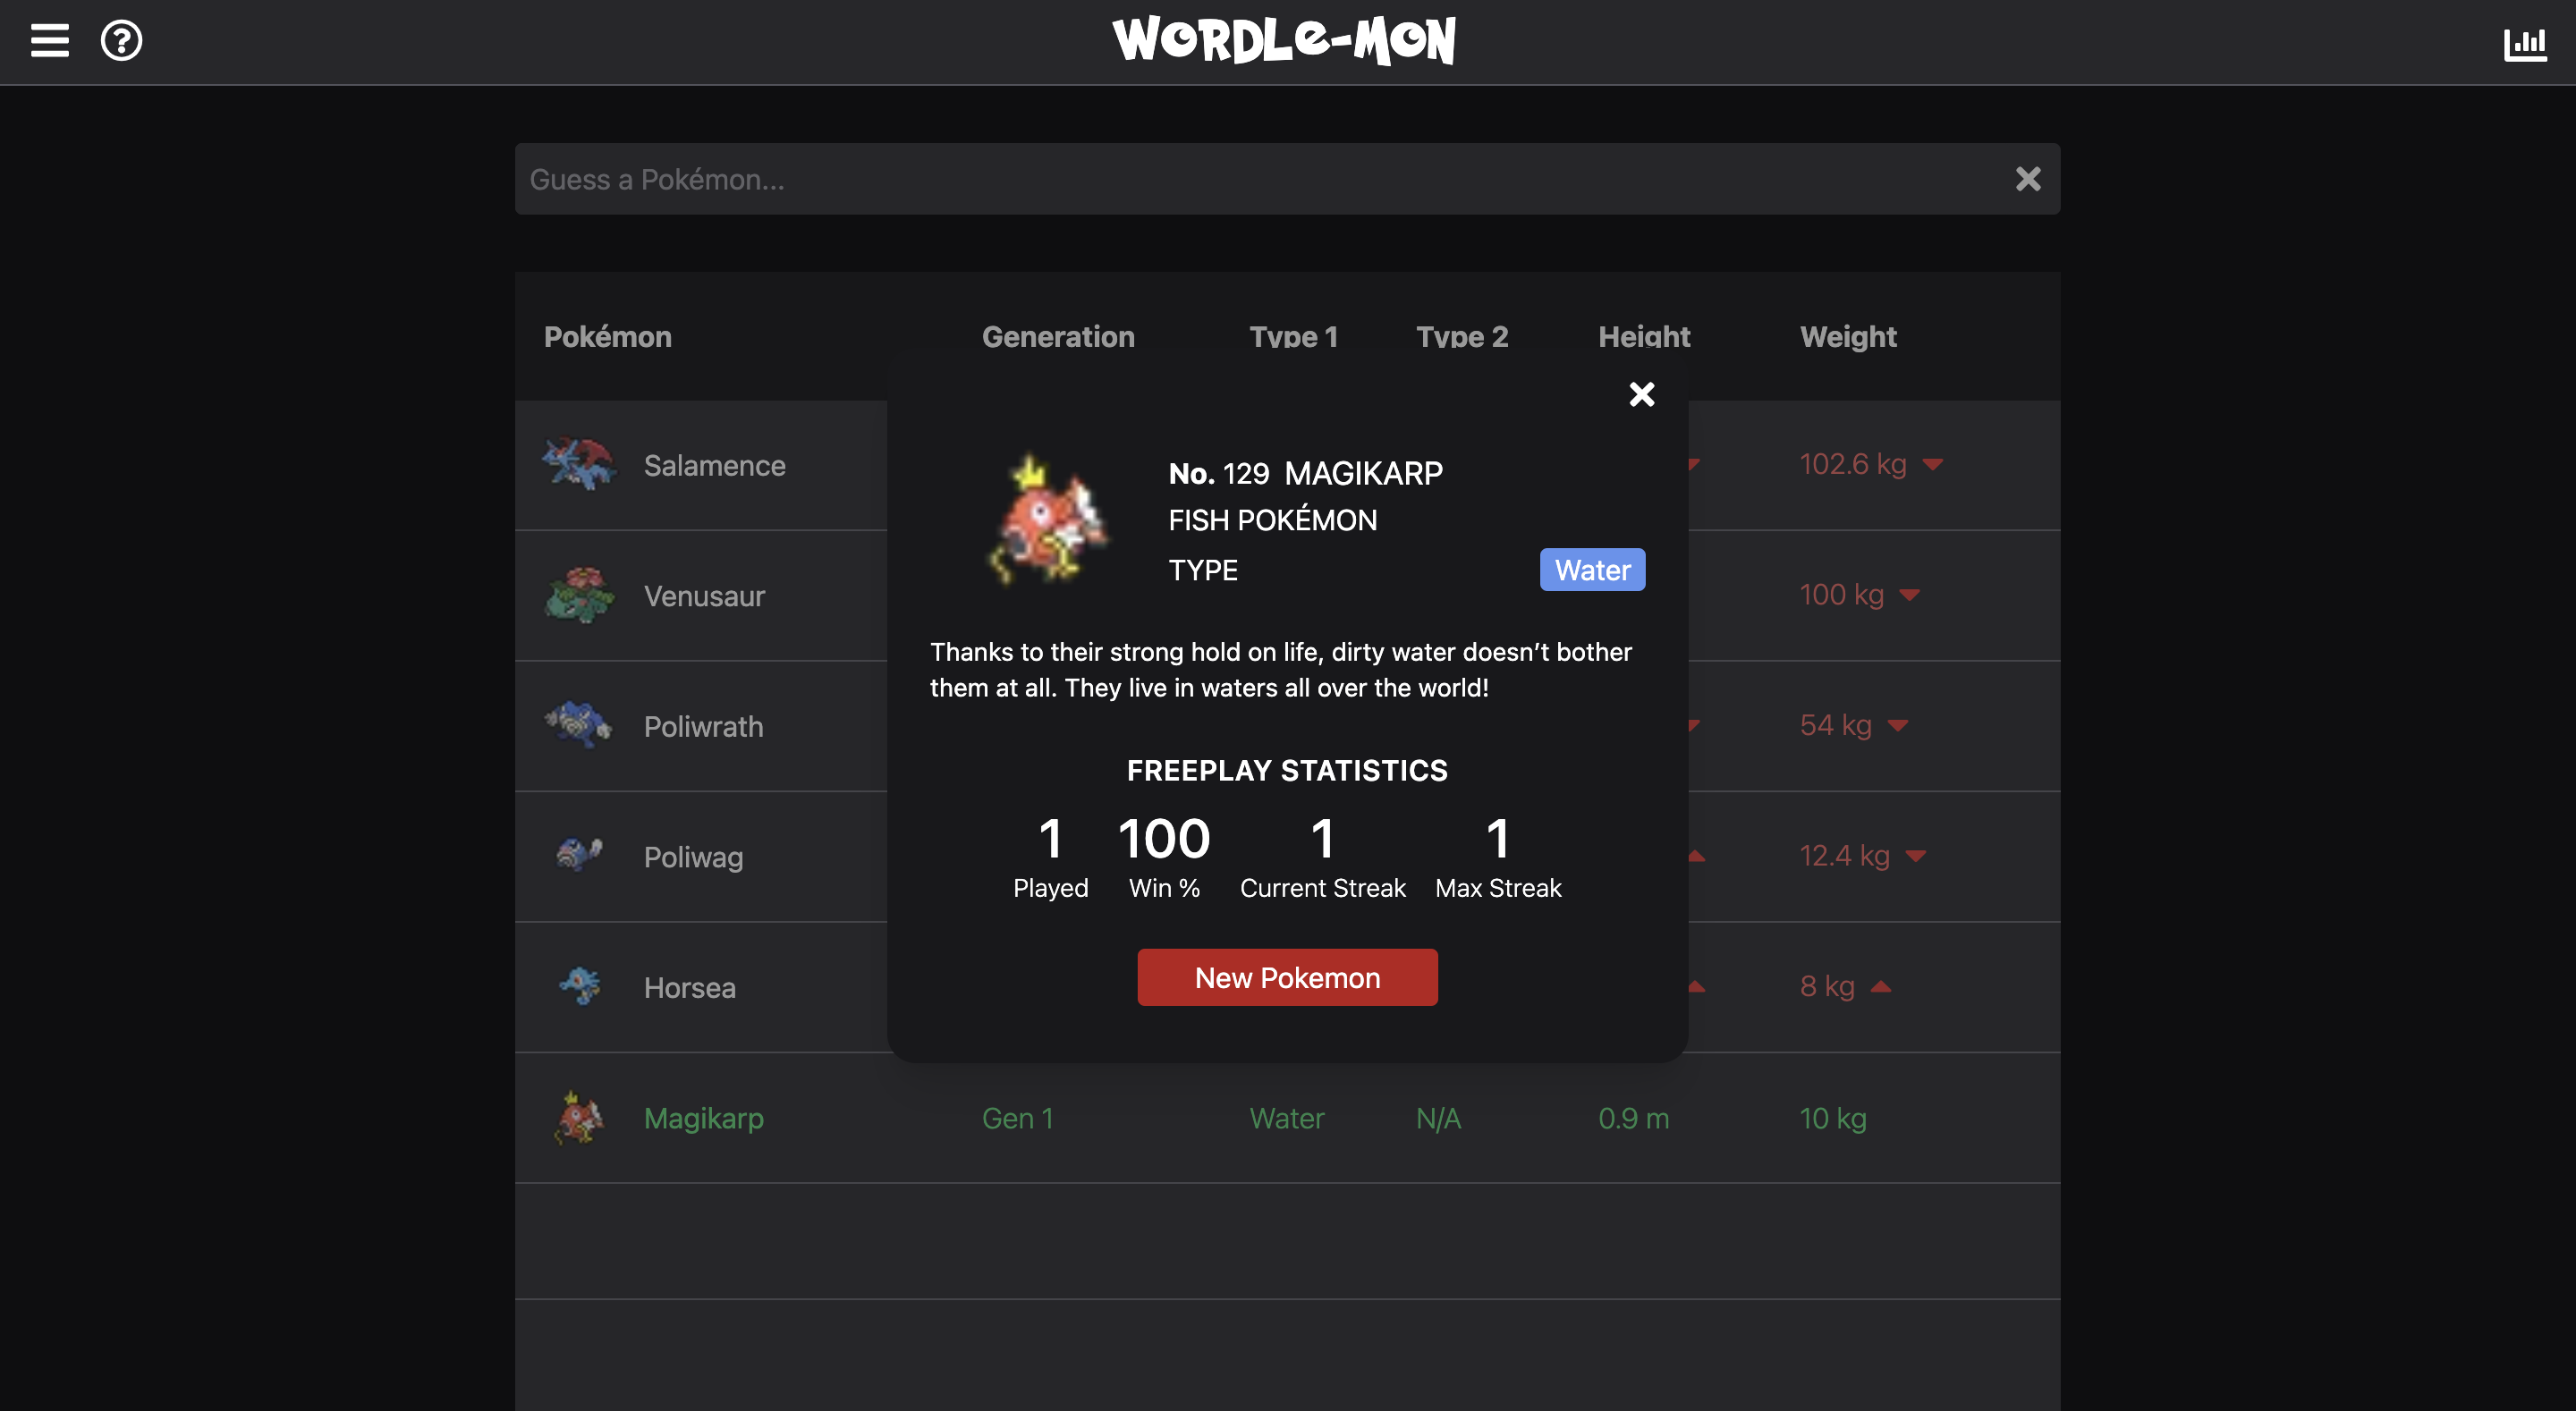 WORDLE-MON
Guess a Pokémon...
Pokémon Generation Type 1 Type 2 Height Weight
Salamence 102.6 kg
Venusaur 100 kg
Poliwrath 54 kg
Poliwag 12.4 kg
Horsea 8 kg
Magikarp Gen 1 Water N/A 0.9 m 10 kg
No. 129 MAGIKARP
FISH POKÉMON
TYPE Water
Thanks to their strong hold on life, dirty water doesn’t bother
them at all. They live in waters all over the world!
FREEPLAY STATISTICS
1 100 1 1
Played Win % Current Streak Max Streak
New Pokemon